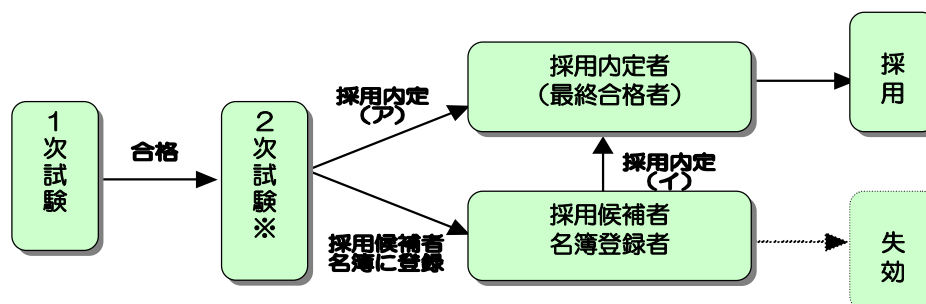 1次試験
合格
2次試験※
採用内定
（ア）
採用候補者
名簿に登録
採用内定者
（最終合格者）
採用内定
（イ）
採用候補者
名簿登録者
採用
失効